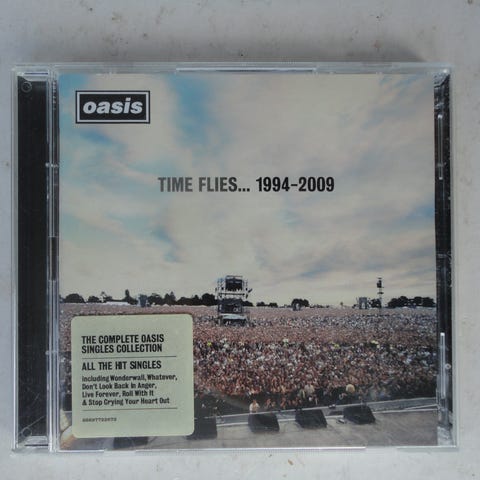 oasis
TIME FLIES... 1994-2009
THE COMPLETE OASIS
SINGLES COLLECTION
ALL THE HIT SINGLES
including Wonderwall, Whatever,
Don't Look Back In Anger,
Live Forever, Roll With It
& Stop Crying Your Heart Out